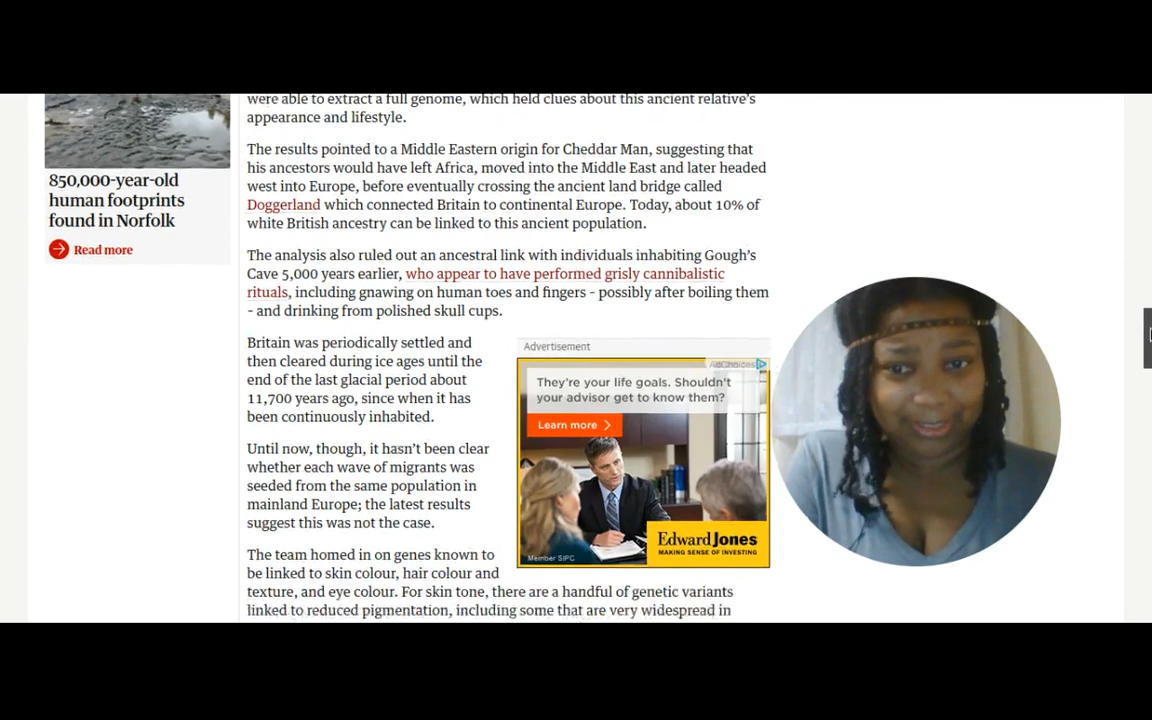 850,000-year-old
human footprints
found in Norfolk
Read more
were able to extract a full genome, which held clues about this ancient relative's
appearance and lifestyle.
The results pointed to a Middle Eastern origin for Cheddar Man, suggesting that
his ancestors would have left Africa, moved into the Middle East and later headed
west into Europe, before eventually crossing the ancient land bridge called
Doggerland which connected Britain to continental Europe. Today, about 10% of
white British ancestry can be linked to this ancient population.
The analysis also ruled out an ancestral link with individuals inhabiting Gough's
Cave 5,000 years earlier, who appear to have performed grisly cannibalistic
rituals, including gnawing on human toes and fingers – possibly after boiling them
– and drinking from polished skull cups.
Britain was periodically settled and
then cleared during ice ages until the
end of the last glacial period about
11,700 years ago, since when it has
been continuously inhabited.
Until now, though, it hasn't been clear
whether each wave of migrants was
seeded from the same population in
mainland Europe; the latest results
suggest this was not the case.
The team homed in on genes known to
be linked to skin colour, hair colour and
texture, and eye colour. For skin tone, there are a handful of genetic variants
linked to reduced pigmentation, including some that are very widespread in
Advertisement
AdChoices
They're your life goals. Shouldn't
your advisor get to know them?
Learn more
Edward Jones
MAKING SENSE OF INVESTING
Member SIPC